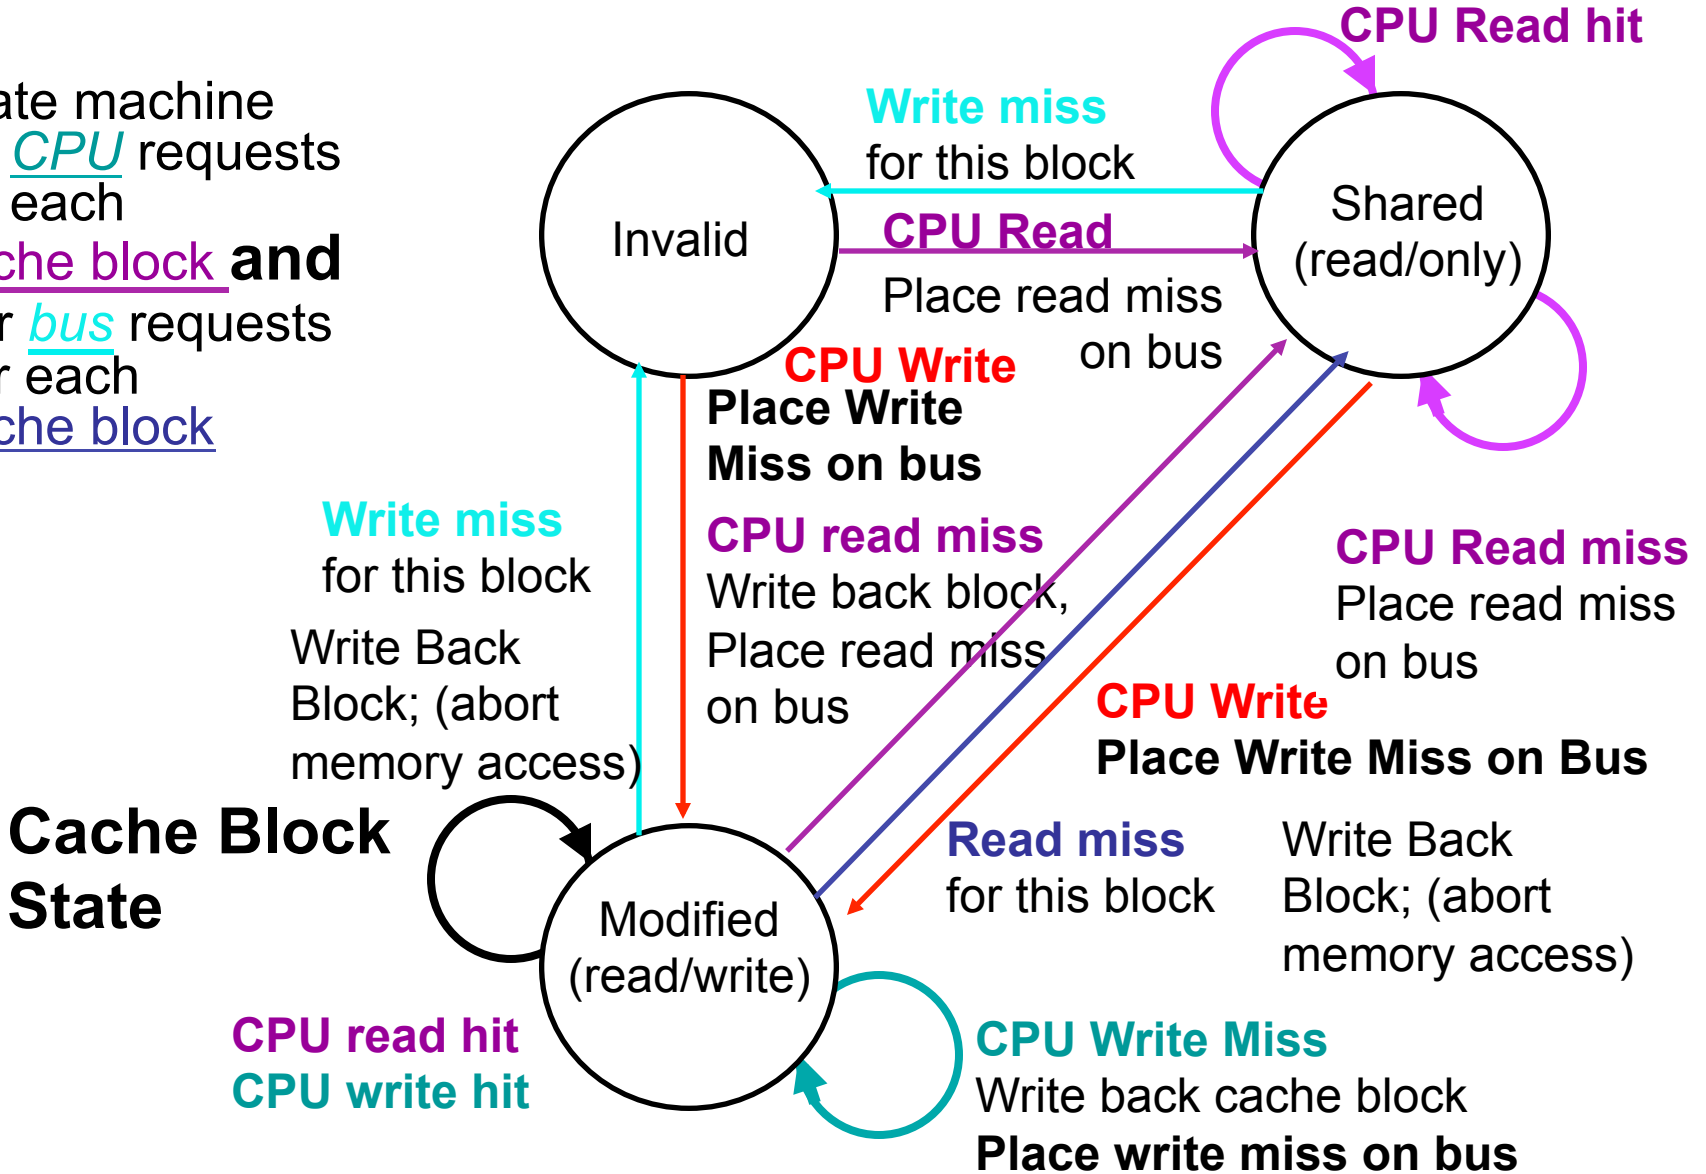 CPU Read hit
ate machine
CPU requests
each
che block and
r bus requests
r each
che block
Write miss
for this block
Invalid
Shared
(read/only)
CPU Read
Place read miss
on bus
CPU Write
Place Write
Miss on bus
Write miss
for this block
Write Back
Block; (abort
memory access)
CPU read miss
Write back block,
Place read miss
on bus
CPU Read miss
Place read miss
on bus
CPU Write
Place Write Miss on Bus
Cache Block
State
Read miss
for this block
Write Back
Block; (abort
memory access)
Modified
(read/write)
CPU read hit
CPU write hit
CPU Write Miss
Write back cache block
Place write miss on bus